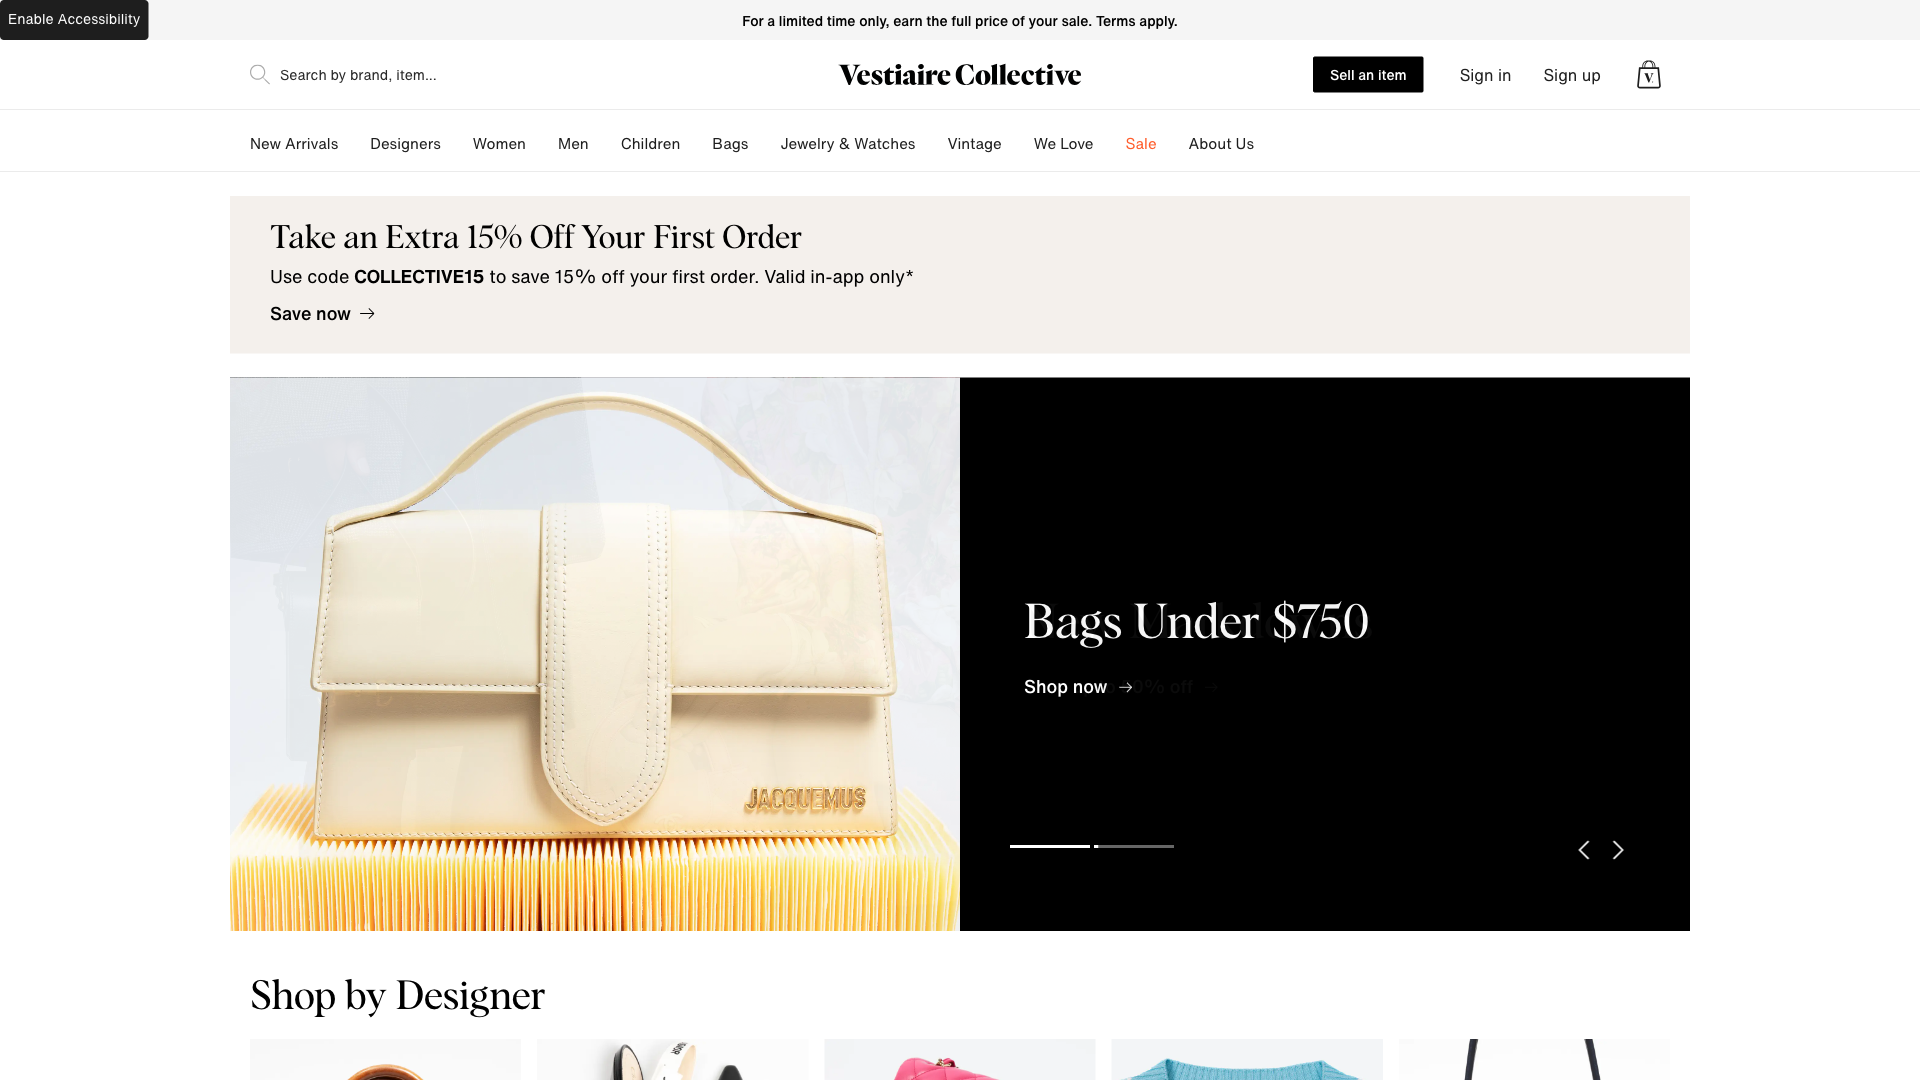 Enable Accessibility
For a limited time only, earn the full price of your sale. Terms apply.
Search by brand, item...
Vestiaire Collective
Sell an item
Sign in
Sign up
V
New Arrivals
Designers
Women
Men
Children
Bags
Jewelry & Watches
Vintage
We Love
Sale
About Us
Take an Extra 15% Off Your First Order
Use code COLLECTIVE15 to save 15% off your first order. Valid in-app only*
Save now
JACQUEMUS
Bags Under $750
Shop now
Shop by Designer